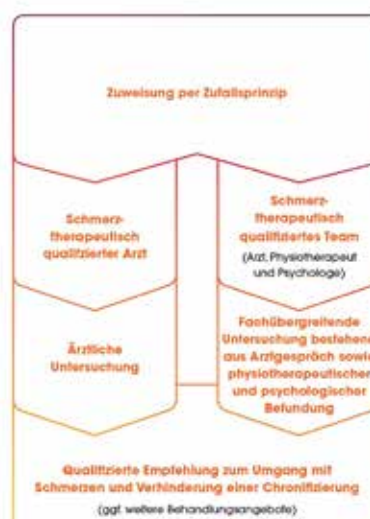 Zuweisung per Zufallsprinzip
Schmerz-
therapeutisch
qualifizierter Arzt
Schmerz-
therapeutisch
qualifiziertes Team
(Arzt, Physiotherapeut
und Psychologe)
Ärztliche
Untersuchung
Fachübergreifende
Untersuchung bestehend
aus Arztgespräch sowie
physiotherapeutischer
und psychologischer
Befundung
Qualifizierte Empfehlung zum Umgang mit
Schmerzen und Verhinderung einer Chronifizierung
(ggf. weitere Behandlungsangebote)